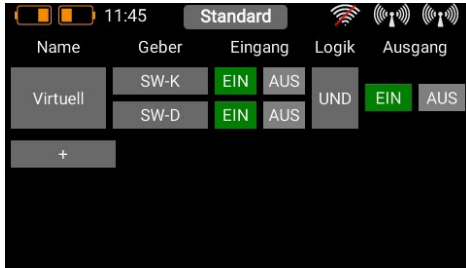 11:45 Standard
Name Geber Eingang Logik Ausgang
Virtuell SW-K EIN AUS UND EIN AUS
SW-D EIN AUS
+